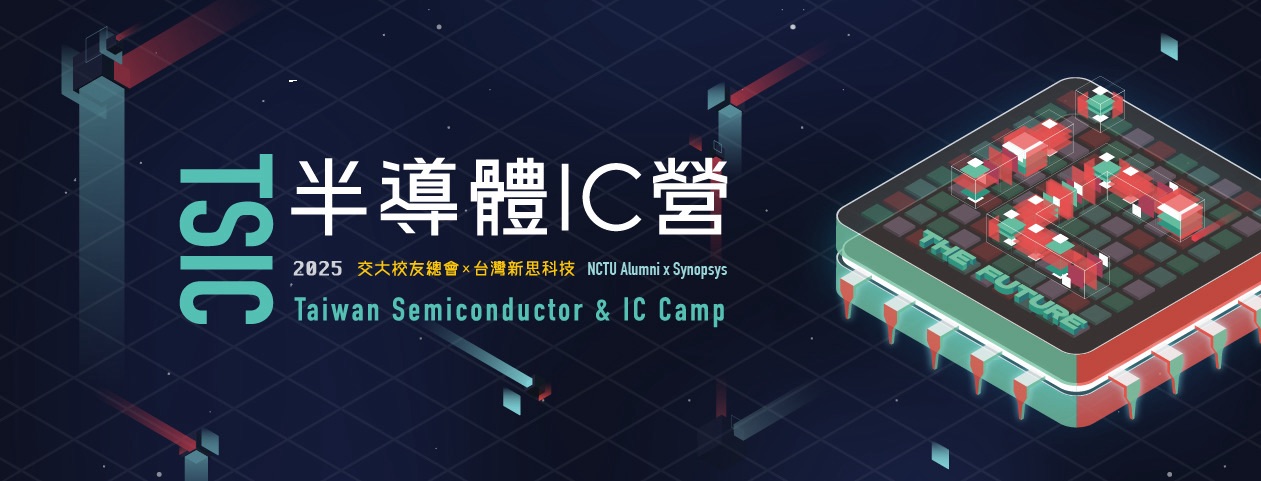 TSIC
半導體IC營
2025 交大校友總會x台灣新思科技 NCTU Alumni x Synopsys
Taiwan Semiconductor & IC Camp
THE FUTURE